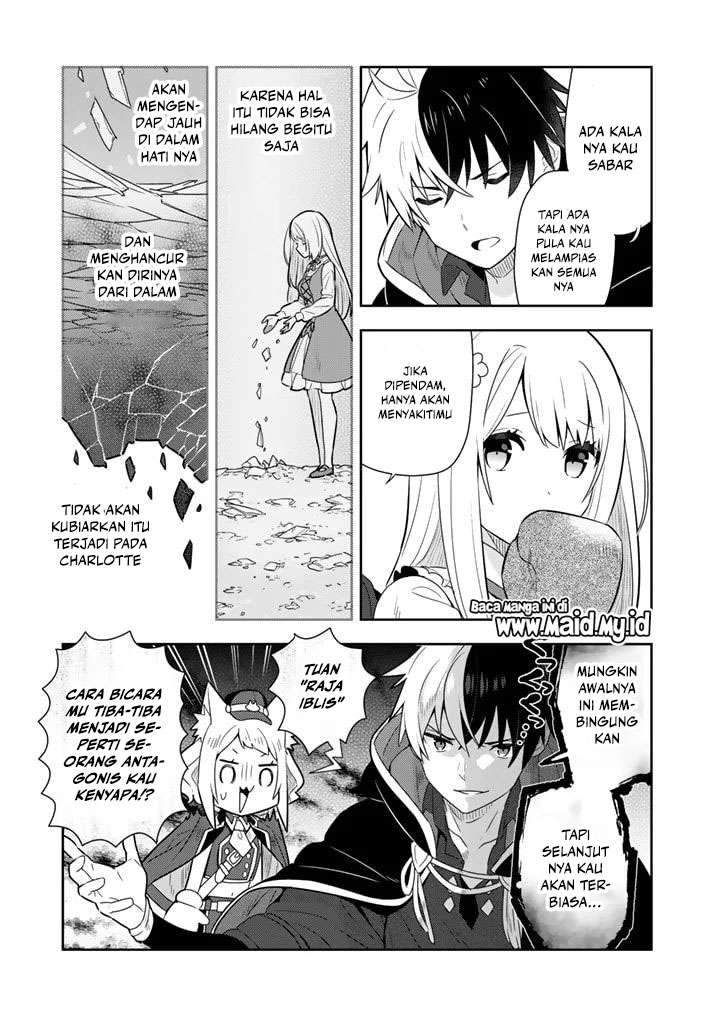 ADA KALA
NYA KAU
SABAR
TAPI ADA
KALA NYA
PULA KAU
MELAMPIAS
KAN SEMUA
NYA
KARENA HAL
ITU TIDAK BISA
HILANG BEGITU
SAJA
AKAN
MENGEN-
DAP JAUH
DI DALAM
HATI NYA
DAN
MENGHANCUR
KAN DIRINYA
DARI DALAM
TIDAK AKAN
KUBIARKAN ITU
TERJADI PADA
CHARLOTTE
JIKA
DIPENDAM,
HANYA AKAN
MENYAKITIMU
Baca Manga ini di
www.Maid.My.id
MUNGKIN
AWALNYA
INI MEM-
BINGUNG
KAN
TAPI
SELANJUT
NYA KAU
AKAN TER-
BIASA...
TUAN
"RAJA
IBLIS"
CARA BICARA
MU TIBA-TIBA
MENJADI SE-
PERTI SE-
ORANG ANTA-
GONIS KAU
KENYAPA!?